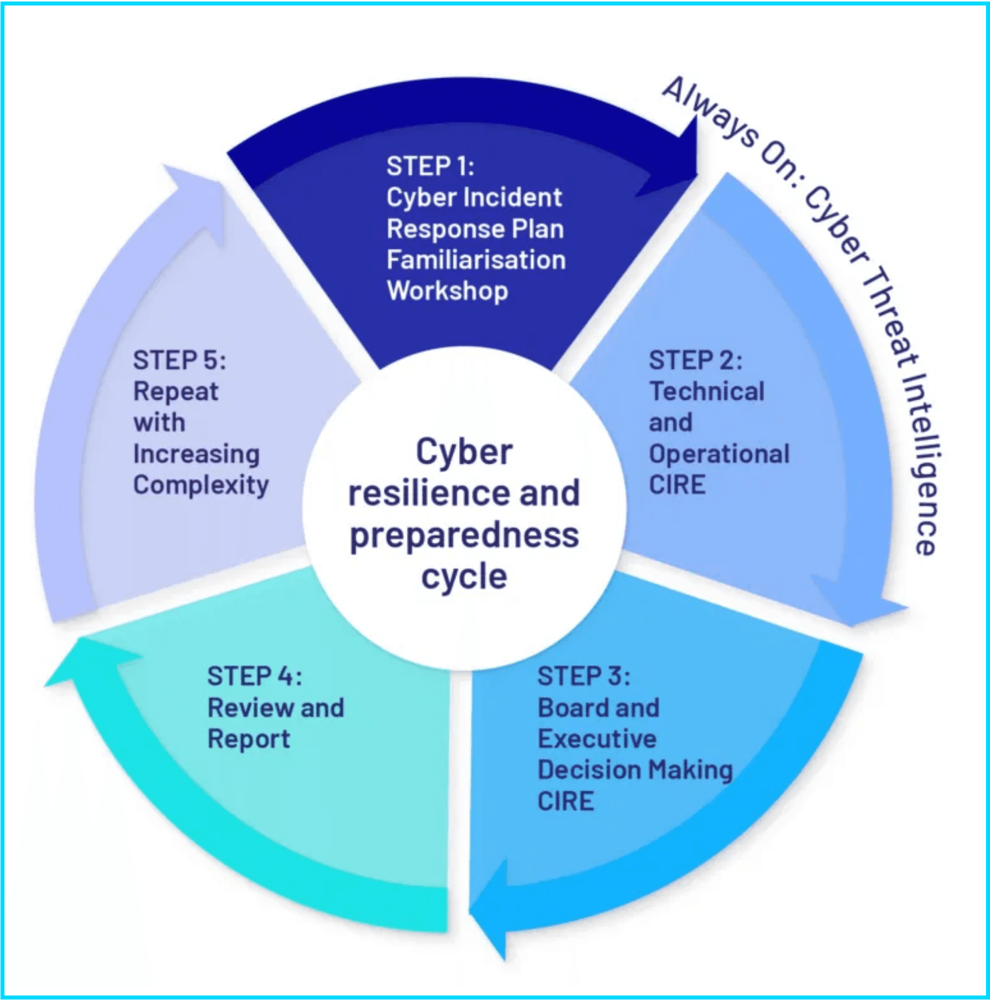 Always On: Cyber Threat Intelligence
STEP 1:
Cyber Incident
Response Plan
Familiarisation
Workshop
STEP 2:
Technical
and
Operational
CIRE
STEP 3:
Board and
Executive
Decision Making
CIRE
STEP 4:
Review and
Report
STEP 5:
Repeat
with
Increasing
Complexity
Cyber
resilience and
preparedness
cycle